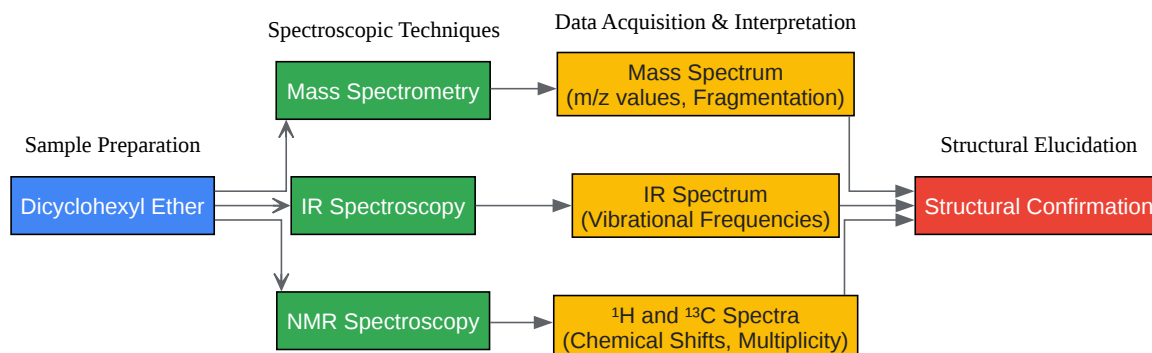 Spectroscopic Techniques
Data Acquisition & Interpretation
Mass Spectrometry
Mass Spectrum
(m/z values, Fragmentation)
Sample Preparation
Structural Elucidation
Dicyclohexyl Ether
IR Spectroscopy
IR Spectrum
(Vibrational Frequencies)
Structural Confirmation
NMR Spectroscopy
¹H and ¹³C Spectra
(Chemical Shifts, Multiplicity)